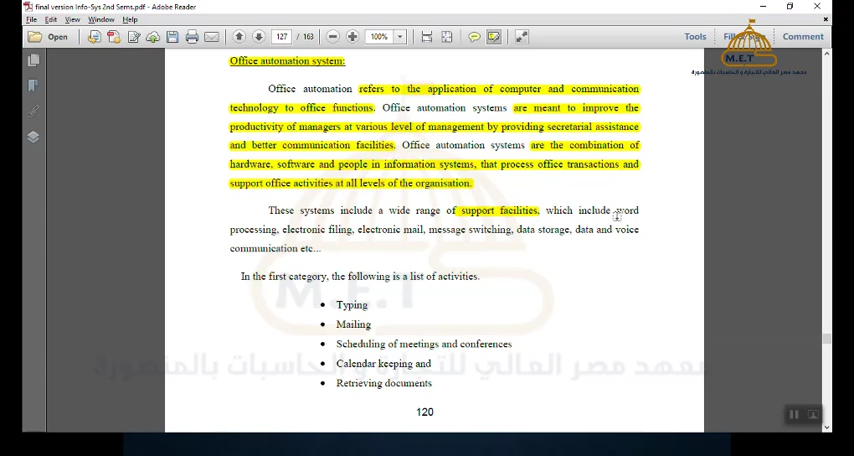 final version Info-Sys 2nd Sems.pdf - Adobe Reader
File Edit View Window Help
Open 127 / 163 100% Tools Comment
M.E.T
معهد مصر العالي للتجارة و الحاسبات بالمنصورة
Office automation system:
Office automation refers to the application of computer and communication
technology to office functions. Office automation systems are meant to improve the
productivity of managers at various level of management by providing secretarial assistance
and better communication facilities. Office automation systems are the combination of
hardware, software and people in information systems, that process office transactions and
support office activities at all levels of the organisation.
These systems include a wide range of support facilities, which include word
processing, electronic filing, electronic mail, message switching, data storage, data and voice
communication etc...
In the first category, the following is a list of activities.
M.E.T
• Typing
• Mailing
• Scheduling of meetings and conferences
معهد مصر العالي للتجارة و الحاسبات بالمنصورة
• Calendar keeping and
• Retrieving documents
120